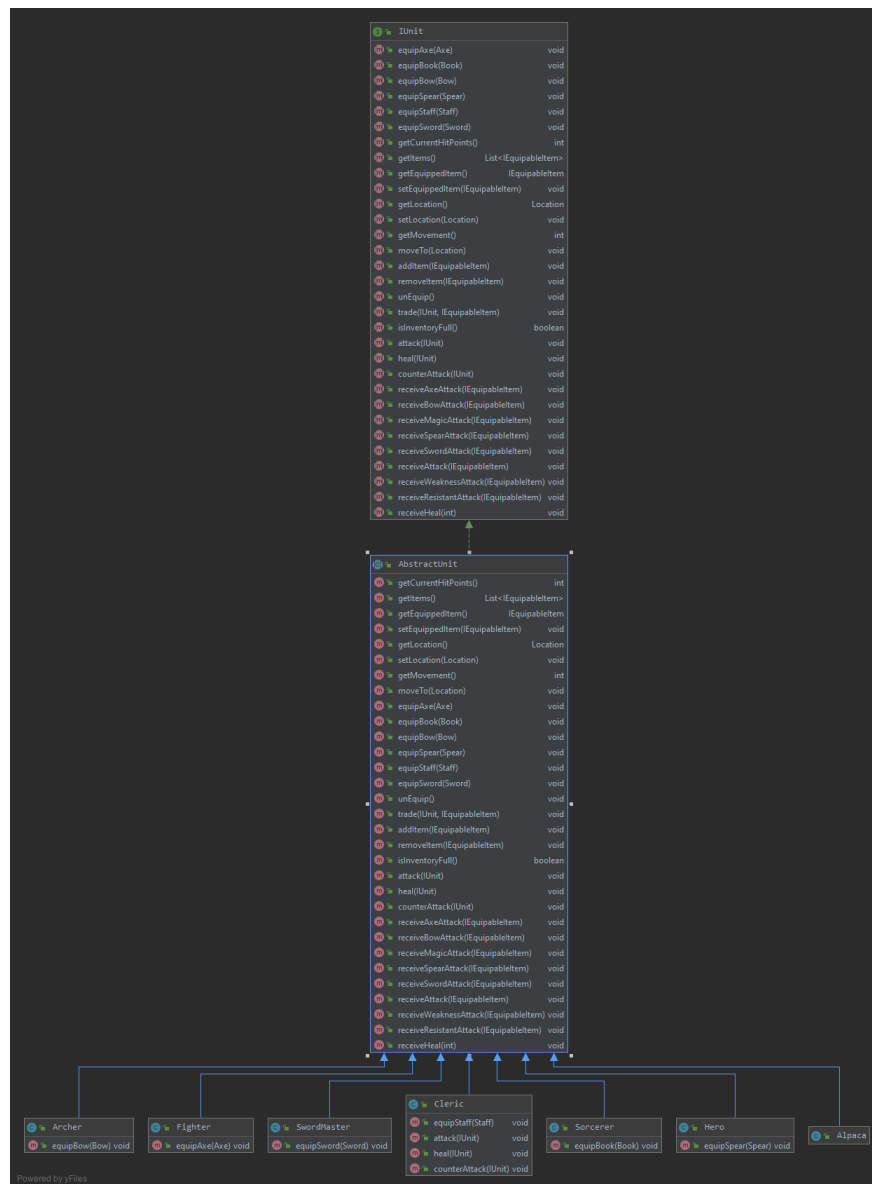 IUnit
equipAxe(Axe) void
equipBook(Book) void
equipBow(Bow) void
equipSpear(Spear) void
equipStaff(Staff) void
equipSword(Sword) void
getCurrentHitPoints() int
getItems() List<IEquipableItem>
getEquippedItem() IEquipableItem
setEquippedItem(IEquipableItem) void
getLocation() Location
setLocation(Location) void
getMovement() int
moveTo(Location) void
addItem(IEquipableItem) void
removeItem(IEquipableItem) void
unEquip() void
trade(IUnit, IEquipableItem) void
isInventoryFull() boolean
attack(IUnit) void
heal(IUnit) void
counterAttack(IUnit) void
receiveAxeAttack(IEquipableItem) void
receiveBowAttack(IEquipableItem) void
receiveMagicAttack(IEquipableItem) void
receiveSpearAttack(IEquipableItem) void
receiveSwordAttack(IEquipableItem) void
receiveAttack(IEquipableItem) void
receiveWeaknessAttack(IEquipableItem) void
receiveResistantAttack(IEquipableItem) void
receiveHeal(int) void
AbstractUnit
getCurrentHitPoints() int
getItems() List<IEquipableItem>
getEquippedItem() IEquipableItem
setEquippedItem(IEquipableItem) void
getLocation() Location
setLocation(Location) void
getMovement() int
moveTo(Location) void
equipAxe(Axe) void
equipBook(Book) void
equipBow(Bow) void
equipSpear(Spear) void
equipStaff(Staff) void
equipSword(Sword) void
unEquip() void
trade(IUnit, IEquipableItem) void
addItem(IEquipableItem) void
removeItem(IEquipableItem) void
isInventoryFull() boolean
attack(IUnit) void
heal(IUnit) void
counterAttack(IUnit) void
receiveAxeAttack(IEquipableItem) void
receiveBowAttack(IEquipableItem) void
receiveMagicAttack(IEquipableItem) void
receiveSpearAttack(IEquipableItem) void
receiveSwordAttack(IEquipableItem) void
receiveAttack(IEquipableItem) void
receiveWeaknessAttack(IEquipableItem) void
receiveResistantAttack(IEquipableItem) void
receiveHeal(int) void
Archer
equipBow(Bow) void
Fighter
equipAxe(Axe) void
SwordMaster
equipSword(Sword) void
Cleric
equipStaff(Staff) void
attack(IUnit) void
heal(IUnit) void
counterAttack(IUnit) void
Sorcerer
equipBook(Book) void
Hero
equipSpear(Spear) void
Alpaca
Powered by yFiles